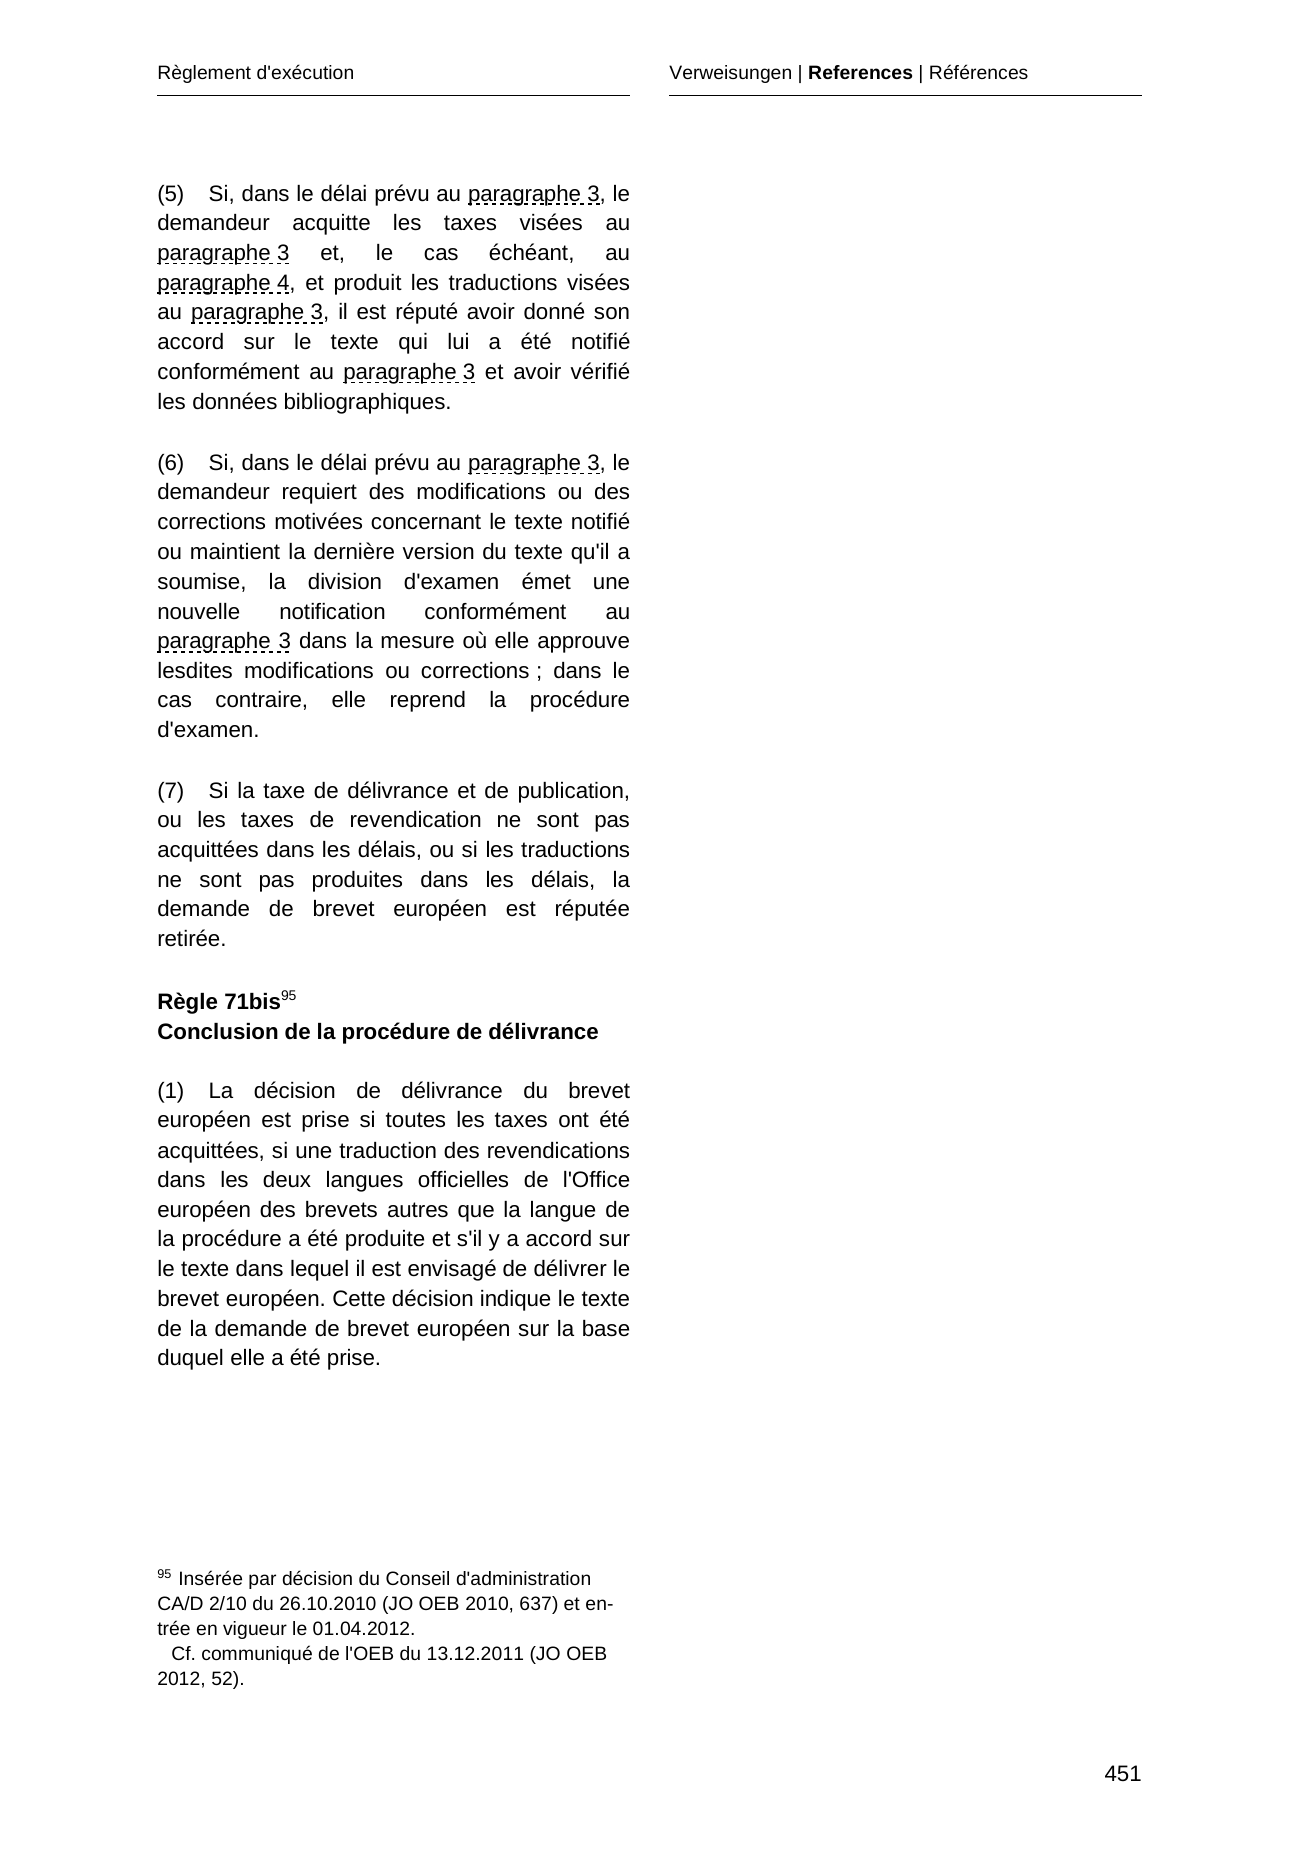 Règlement d'exécution
Verweisungen | References | Références
(5) Si, dans le délai prévu au paragraphe 3, le
demandeur acquitte les taxes visées au
paragraphe 3 et, le cas échéant, au
paragraphe 4, et produit les traductions visées
au paragraphe 3, il est réputé avoir donné son
accord sur le texte qui lui a été notifié
conformément au paragraphe 3 et avoir vérifié
les données bibliographiques.
(6) Si, dans le délai prévu au paragraphe 3, le
demandeur requiert des modifications ou des
corrections motivées concernant le texte notifié
ou maintient la dernière version du texte qu'il a
soumise, la division d'examen émet une
nouvelle notification conformément au
paragraphe 3 dans la mesure où elle approuve
lesdites modifications ou corrections ; dans le
cas contraire, elle reprend la procédure
d'examen.
(7) Si la taxe de délivrance et de publication,
ou les taxes de revendication ne sont pas
acquittées dans les délais, ou si les traductions
ne sont pas produites dans les délais, la
demande de brevet européen est réputée
retirée.
Règle 71bis95
Conclusion de la procédure de délivrance
(1) La décision de délivrance du brevet
européen est prise si toutes les taxes ont été
acquittées, si une traduction des revendications
dans les deux langues officielles de l'Office
européen des brevets autres que la langue de
la procédure a été produite et s'il y a accord sur
le texte dans lequel il est envisagé de délivrer le
brevet européen. Cette décision indique le texte
de la demande de brevet européen sur la base
duquel elle a été prise.
95 Insérée par décision du Conseil d'administration
CA/D 2/10 du 26.10.2010 (JO OEB 2010, 637) et en-
trée en vigueur le 01.04.2012.
Cf. communiqué de l'OEB du 13.12.2011 (JO OEB
2012, 52).
451